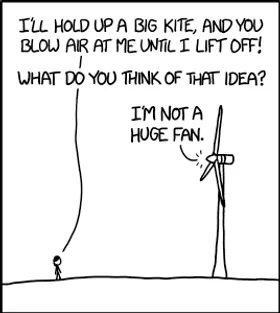 I'LL HOLD UP A BIG KITE, AND YOU
BLOW AIR AT ME UNTIL I LIFT OFF!
WHAT DO YOU THINK OF THAT IDEA?
I'M NOT A
HUGE FAN.